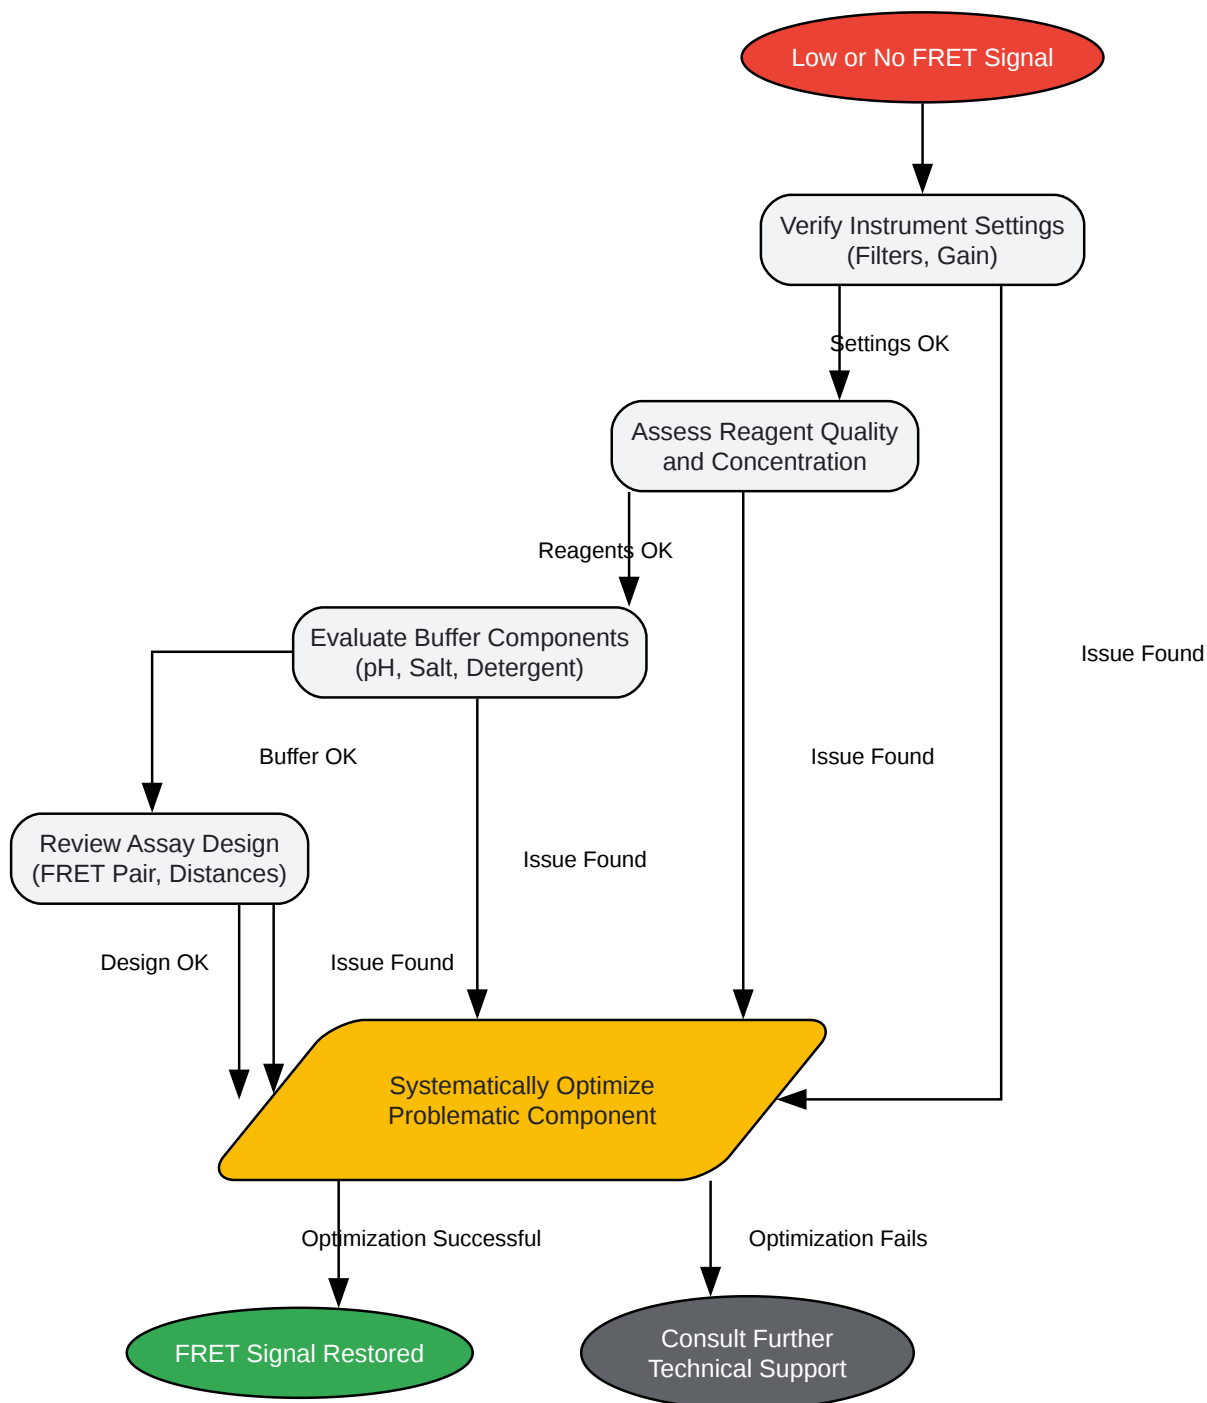 Low or No FRET Signal
Verify Instrument Settings
(Filters, Gain)
Settings OK
Assess Reagent Quality
and Concentration
Reagents OK
Evaluate Buffer Components
(pH, Salt, Detergent)
Issue Found
Buffer OK
Issue Found
Review Assay Design
(FRET Pair, Distances)
Issue Found
Design OK
Issue Found
Systematically Optimize
Problematic Component
Optimization Successful
Optimization Fails
FRET Signal Restored
Consult Further
Technical Support